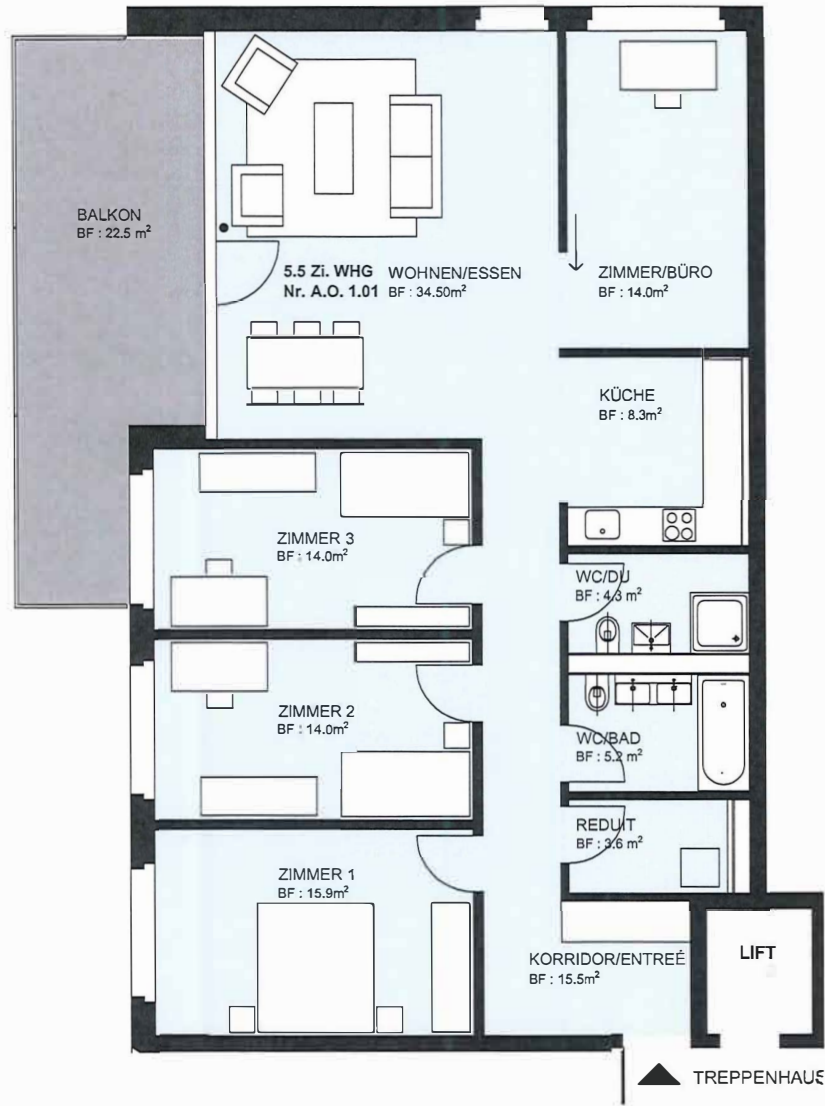 BALKON
BF : 22.5 m²
5.5 Zi. WHG
Nr. A.O. 1.01
WOHNEN/ESSEN
BF : 34.50m²
ZIMMER/BÜRO
BF : 14.0m²
KÜCHE
BF : 8.3m²
ZIMMER 3
BF : 14.0m²
WC/DU
BF : 4.3 m²
ZIMMER 2
BF : 14.0m²
WC/BAD
BF : 5.2 m²
REDUIT
BF : 3.6 m²
ZIMMER 1
BF : 15.9m²
KORRIDOR/ENTREÉ
BF : 15.5m²
LIFT
TREPPENHAUS